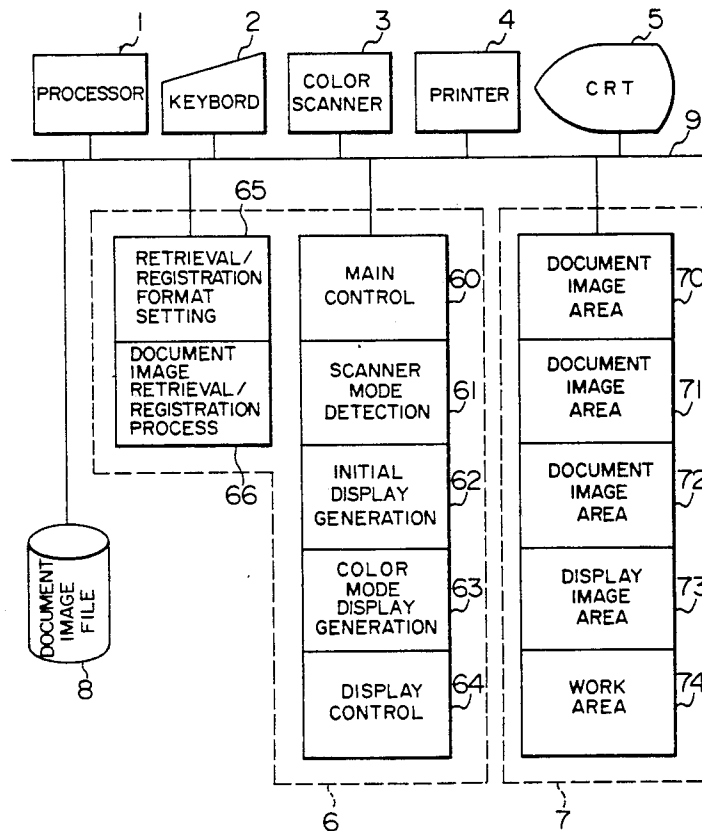 1
2
3
4
5
PROCESSOR
KEYBORD
COLOR
SCANNER
PRINTER
CRT
9
65
RETRIEVAL/
REGISTRATION
FORMAT
SETTING
DOCUMENT
IMAGE
RETRIEVAL/
REGISTRATION
PROCESS
66
MAIN
CONTROL
60
SCANNER
MODE
DETECTION
61
INITIAL
DISPLAY
GENERATION
62
COLOR
MODE
DISPLAY
GENERATION
63
DISPLAY
CONTROL
64
6
DOCUMENT
IMAGE
AREA
70
DOCUMENT
IMAGE
AREA
71
DOCUMENT
IMAGE
AREA
72
DISPLAY
IMAGE
AREA
73
WORK
AREA
74
7
DOCUMENT
IMAGE
FILE
8